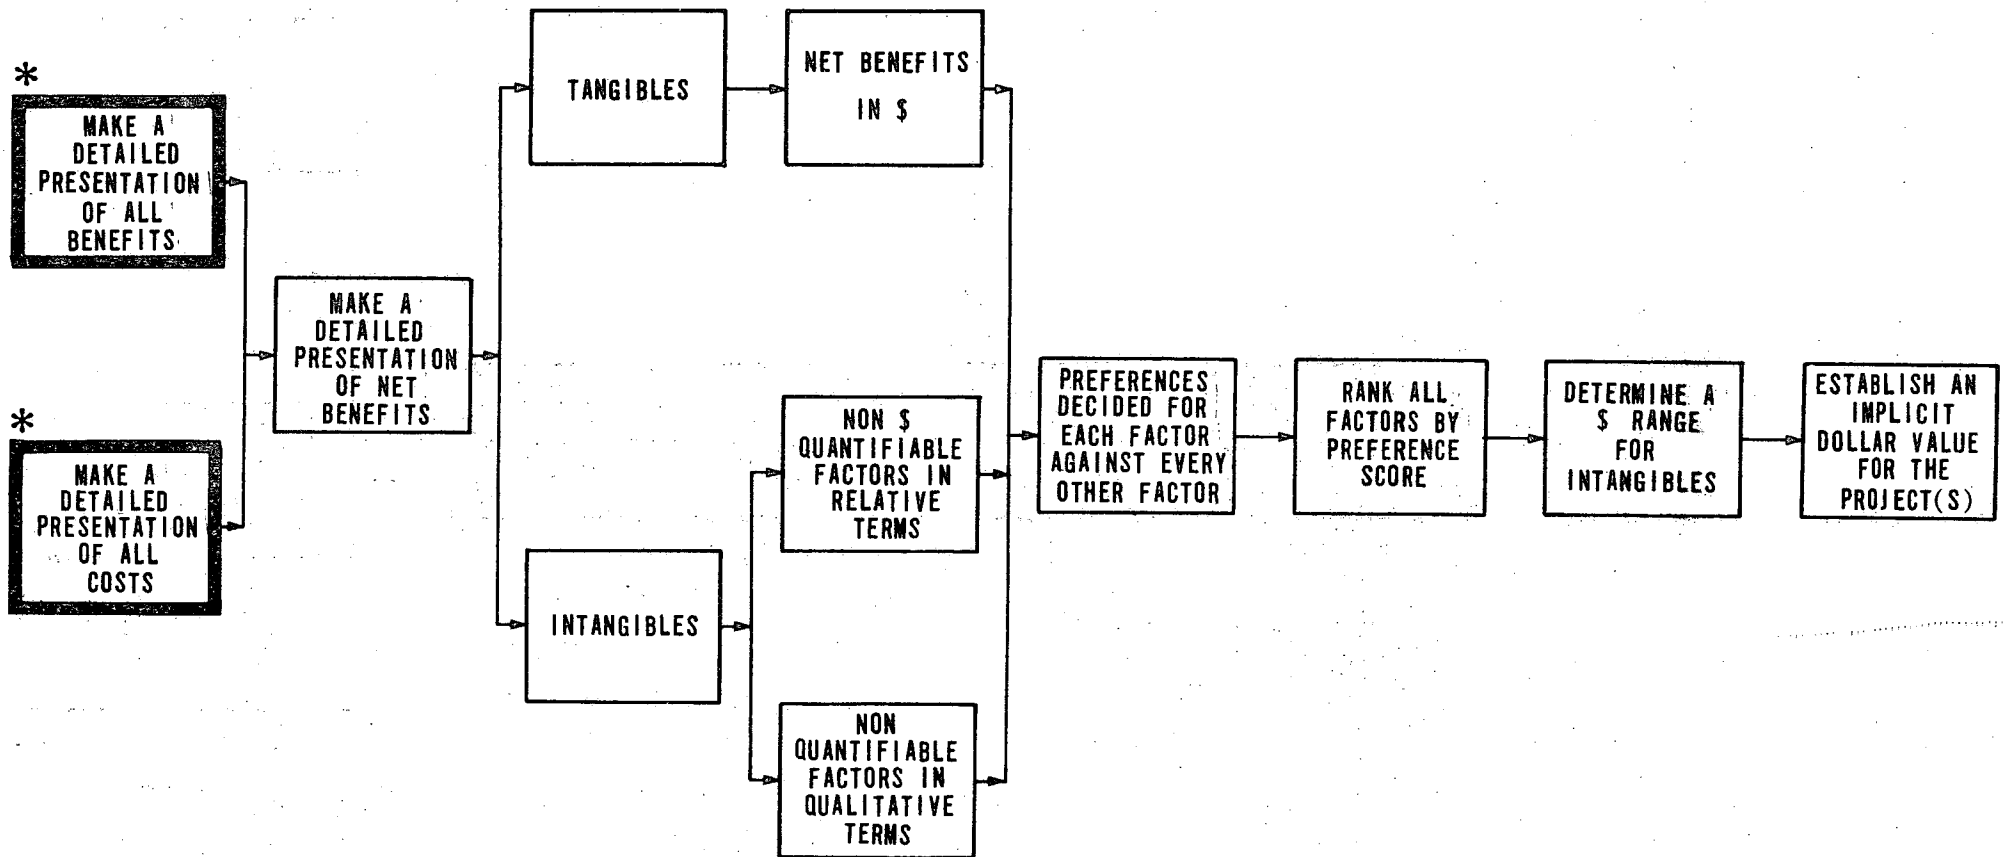 *
MAKE A
DETAILED
PRESENTATION
OF ALL
BENEFITS
*
MAKE A
DETAILED
PRESENTATION
OF ALL
COSTS
MAKE A
DETAILED
PRESENTATION
OF NET
BENEFITS
TANGIBLES
NET BENEFITS
IN $
INTANGIBLES
NON $
QUANTIFIABLE
FACTORS IN
RELATIVE
TERMS
NON
QUANTIFIABLE
FACTORS IN
QUALITATIVE
TERMS
PREFERENCES
DECIDED FOR
EACH FACTOR
AGAINST EVERY
OTHER FACTOR
RANK ALL
FACTORS BY
PREFERENCE
SCORE
DETERMINE A
$ RANGE
FOR
INTANGIBLES
ESTABLISH AN
IMPLICIT
DOLLAR VALUE
FOR THE
PROJECT(S)